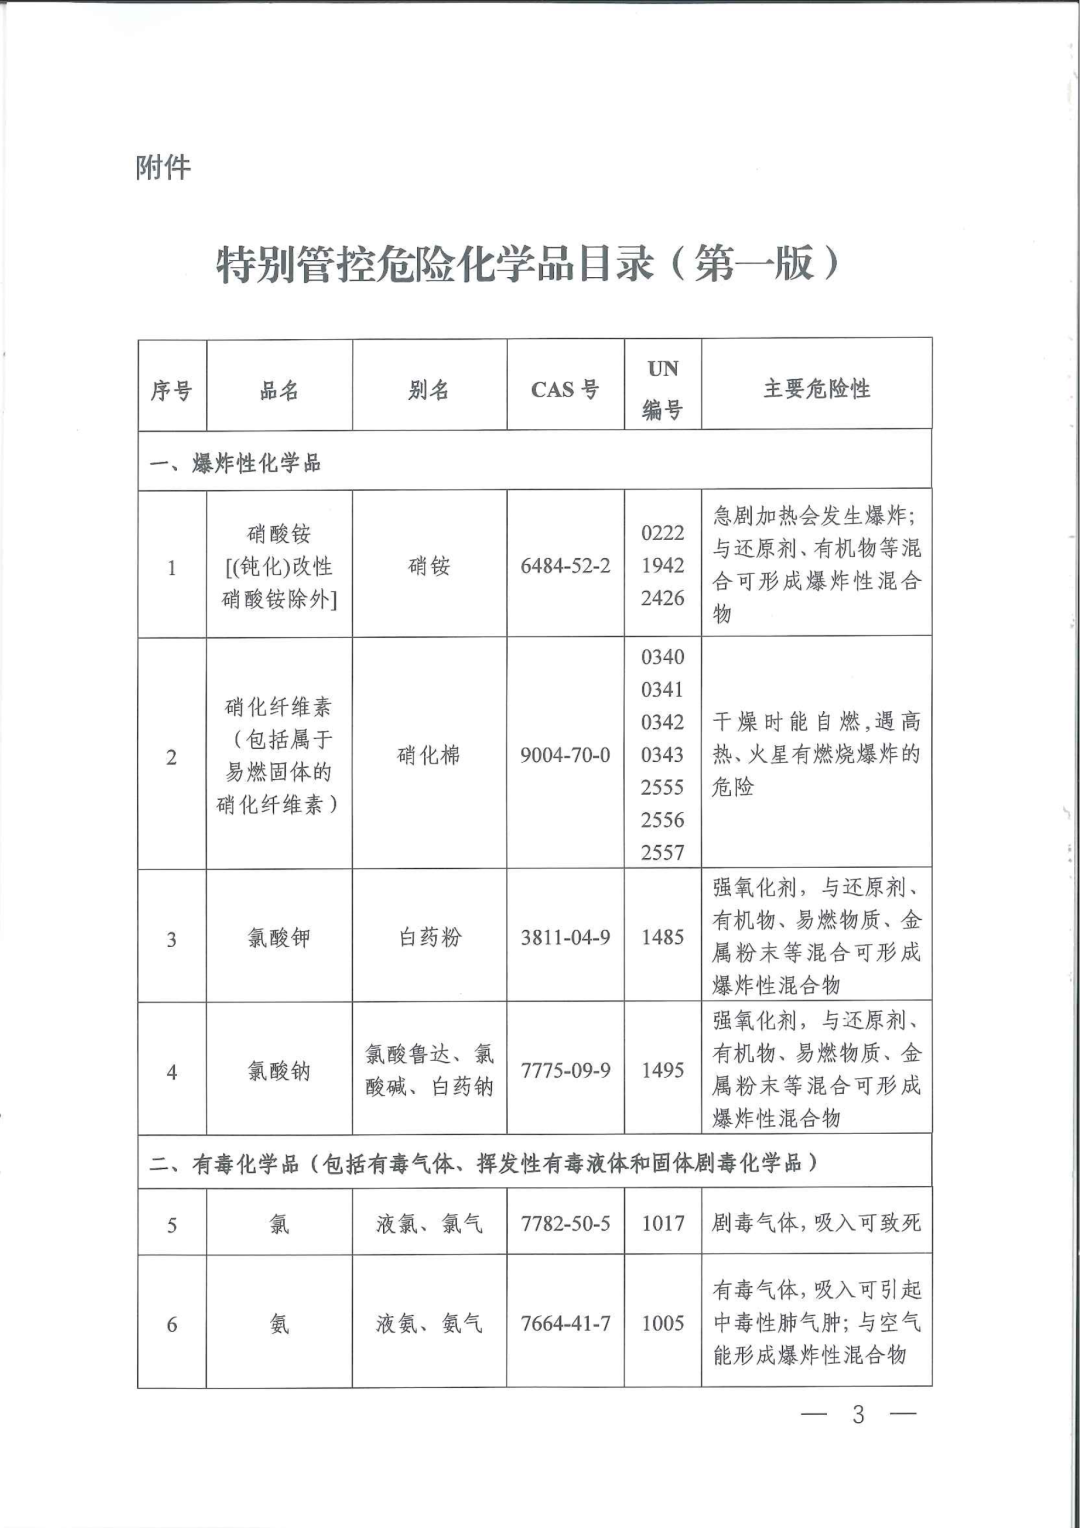 附件
特别管控危险化学品目录（第一版）
序号
品名
别名
CAS 号
UN
编号
主要危险性
一、爆炸性化学品
1
硝酸铵
[(钝化)改性
硝酸铵除外]
硝铵
6484-52-2
0222
1942
2426
急剧加热会发生爆炸；
与还原剂、有机物等混
合可形成爆炸性混合
物
2
硝化纤维素
（包括属于
易燃固体的
硝化纤维素）
硝化棉
9004-70-0
0340
0341
0342
0343
2555
2556
2557
干燥时能自燃,遇高
热、火星有燃烧爆炸的
危险
3
氯酸钾
白药粉
3811-04-9
1485
强氧化剂，与还原剂、
有机物、易燃物质、金
属粉末等混合可形成
爆炸性混合物
4
氯酸钠
氯酸鲁达、氯
酸碱、白药钠
7775-09-9
1495
强氧化剂，与还原剂、
有机物、易燃物质、金
属粉末等混合可形成
爆炸性混合物
二、有毒化学品（包括有毒气体、挥发性有毒液体和固体剧毒化学品）
5
氯
液氯、氯气
7782-50-5
1017
剧毒气体，吸入可致死
6
氨
液氨、氨气
7664-41-7
1005
有毒气体，吸入可引起
中毒性肺气肿；与空气
能形成爆炸性混合物
— 3 —